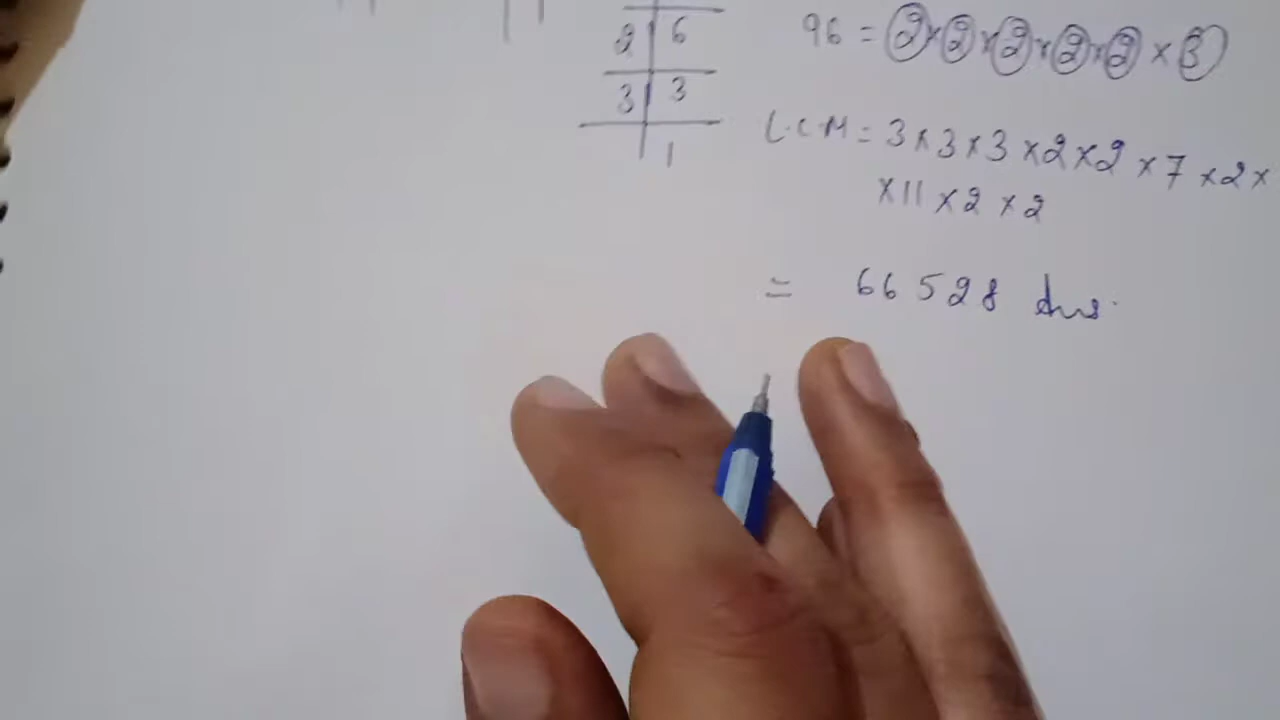 2 | 6
3 | 3
1
96 = 2 × 2 × 2 × 2 × 2 × 3
L.C.M = 3 × 3 × 3 × 2 × 2 × 7 × 2 ×
× 11 × 2 × 2
= 66528 Ans.